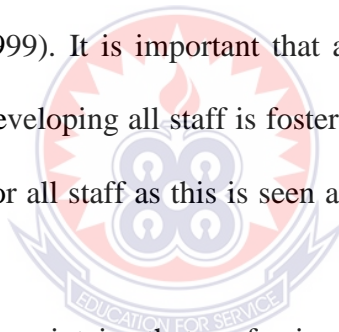 999). It is important that a
eveloping all staff is foster
or all staff as this is seen a
EDUCATION FOR SERVICE